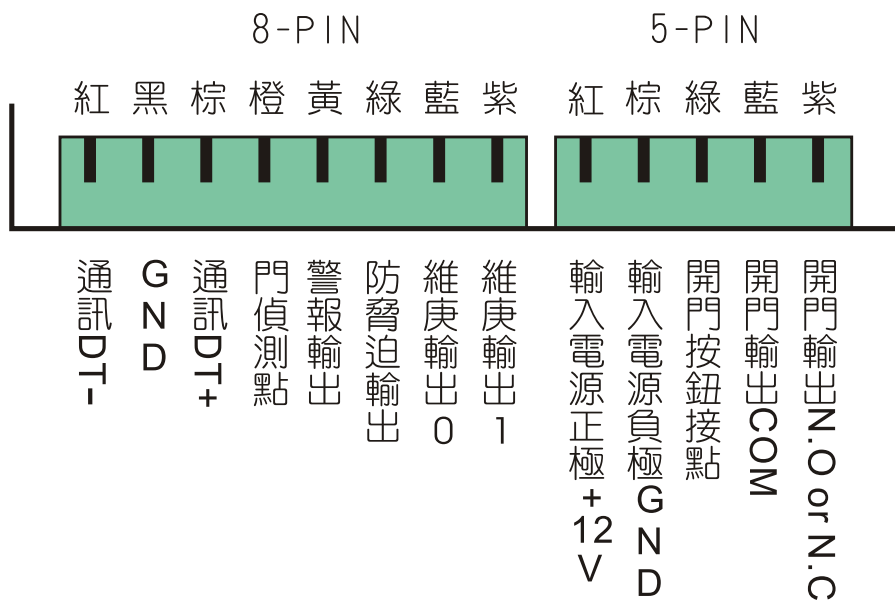 8-PIN
5-PIN
紅 黑 棕 橙 黃 綠 藍 紫
紅 棕 綠 藍 紫
通訊DT-
GND
通訊DT+
門偵測點
警報輸出
防脅迫輸出
維庚輸出0
維庚輸出1
輸入電源正極+12V
輸入電源負極GND
開門按鈕接點
開門輸出COM
開門輸出N.O or N.C